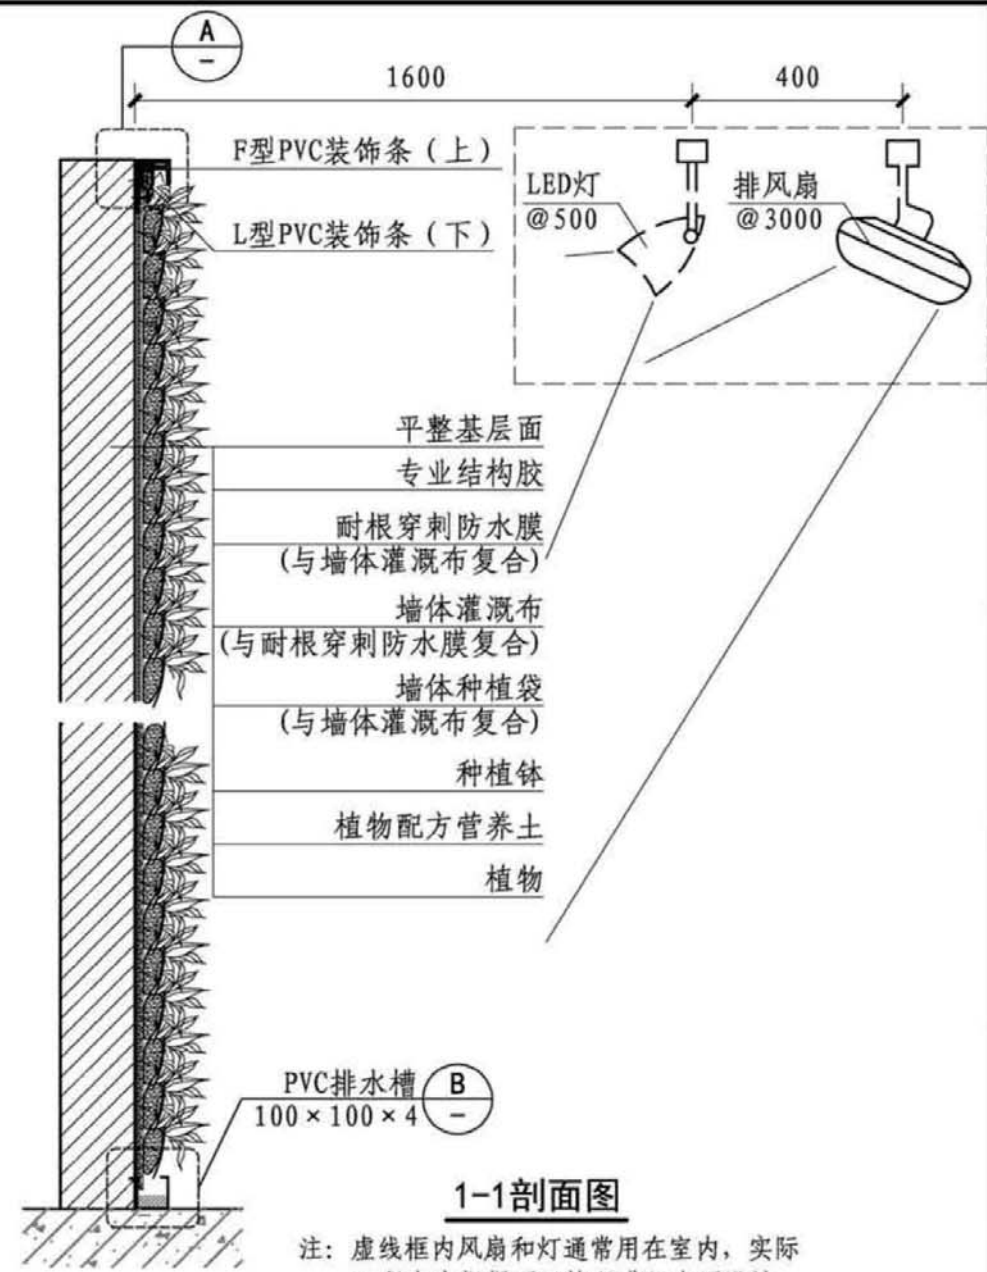 A
-
1600
400
F型PVC装饰条（上）
LED灯
@500
排风扇
@3000
L型PVC装饰条（下）
平整基层面
专业结构胶
耐根穿刺防水膜
(与墙体灌溉布复合)
墙体灌溉布
(与耐根穿刺防水膜复合)
墙体种植袋
(与墙体灌溉布复合)
种植钵
植物配方营养土
植物
PVC排水槽
100×100×4
B
-
1-1剖面图
注：虚线框内风扇和灯通常用在室内，实际